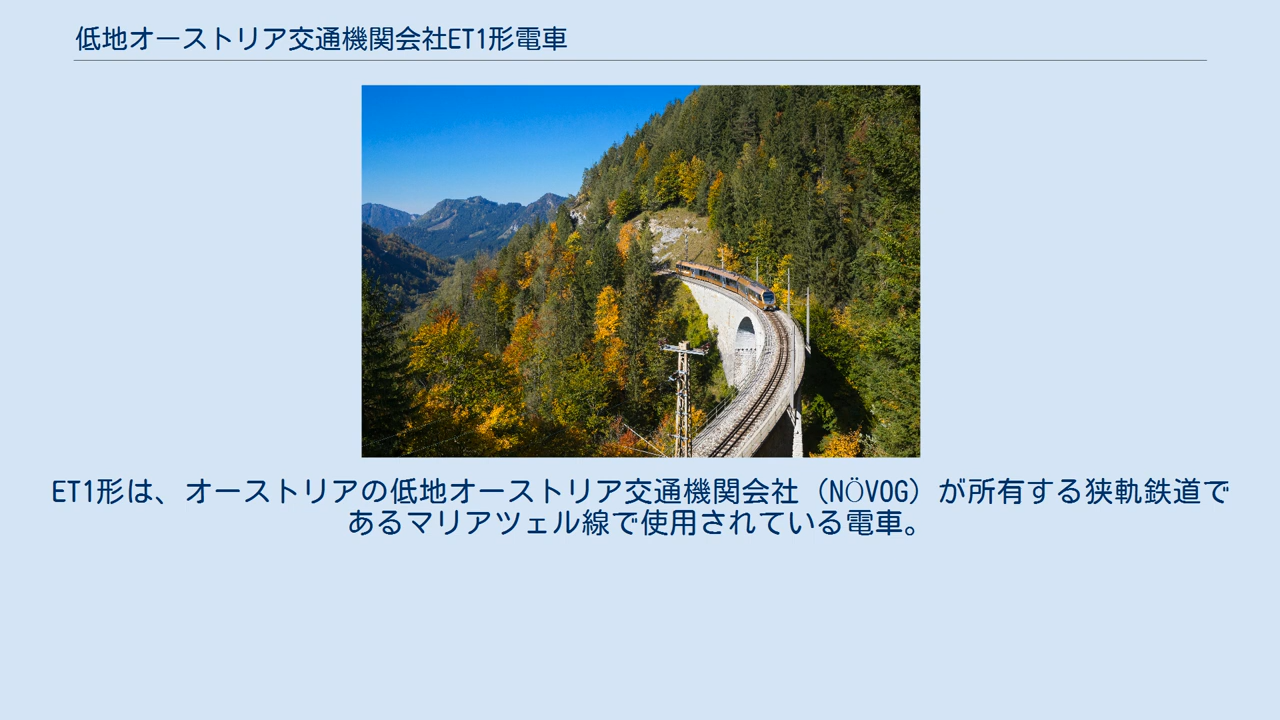 低地オーストリア交通機関会社ET1形電車
ET1形は、オーストリアの低地オーストリア交通機関会社（NÖVOG）が所有する狭軌鉄道で
あるマリアツェル線で使用されている電車。